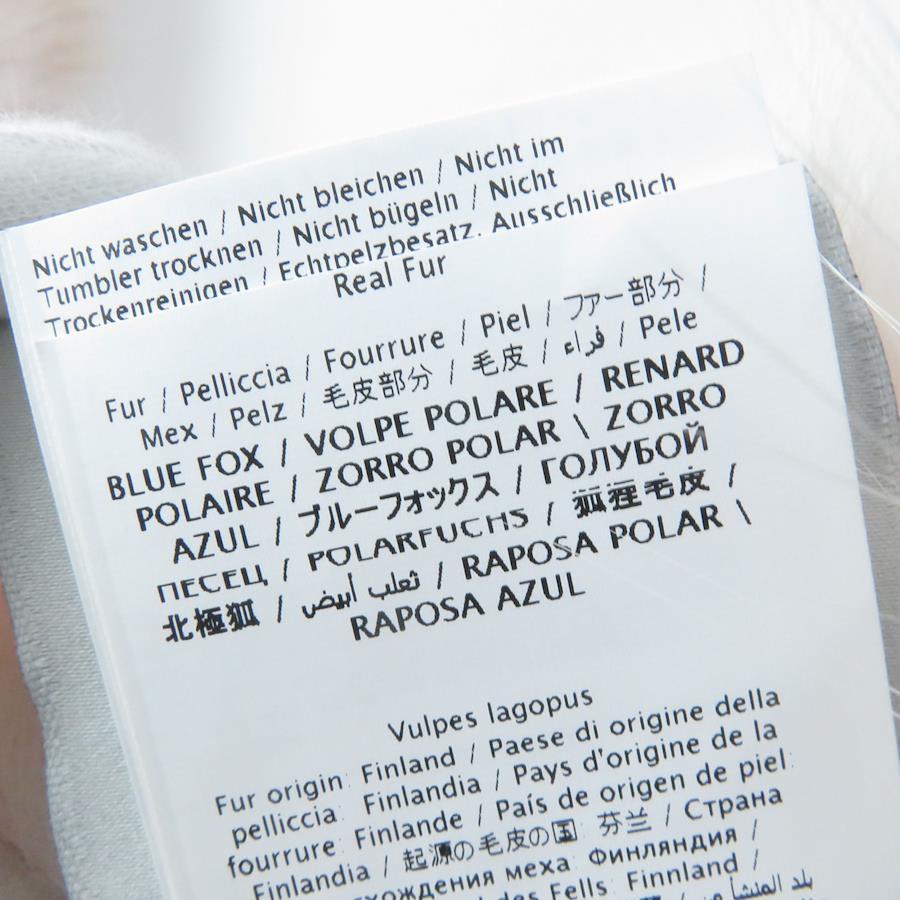 Nicht waschen / Nicht bleichen / Nicht im
Tumbler trocknen / Nicht bügeln / Nicht
Trockenreinigen / Echtpelzbesatz. Ausschließlich
Real Fur
Fur / Pelliccia / Fourrure / Piel / ファー部分 /
Mex / Pelz / 毛皮部分 / 毛皮 / فراء / Pele
BLUE FOX / VOLPE POLARE / RENARD
POLAIRE / ZORRO POLAR \ ZORRO
AZUL / ブルーフォックス / ГОЛУБОЙ
ПЕСЕЦ / POLARFUCHS / 狐狸毛皮 /
北極狐 / ثعلب أبيض / RAPOSA POLAR \
RAPOSA AZUL
Vulpes lagopus
Fur origin: Finland / Paese di origine della
pelliccia: Finlandia / Pays d'origine de la
fourrure: Finlande / País de origen de piel:
Finlandia / 起源の毛皮の国: 芬兰 / Страна
меха: Финляндия /
des Fells: Finnland /
بلد المنشأ